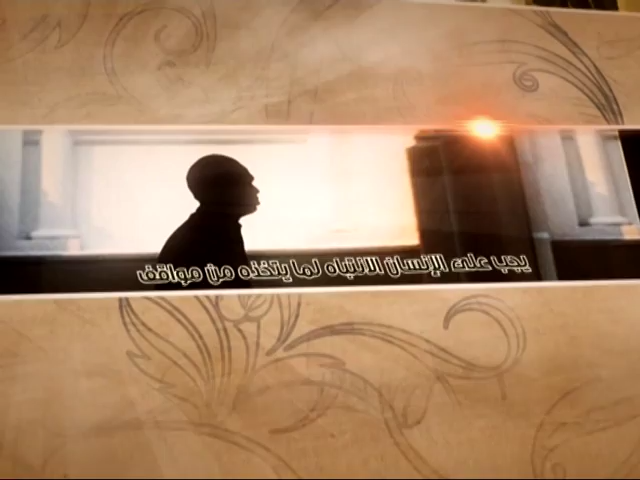 يجب على الإنسان الانتباه لما يتخذه من مواقف